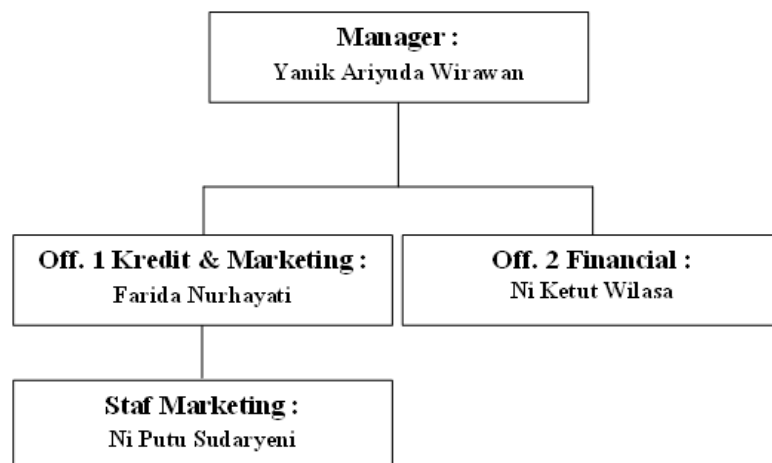 Manager :
Yanik Ariyuda Wirawan
Off. 1 Kredit & Marketing :
Farida Nurhayati
Off. 2 Financial :
Ni Ketut Wilasa
Staf Marketing :
Ni Putu Sudaryeni